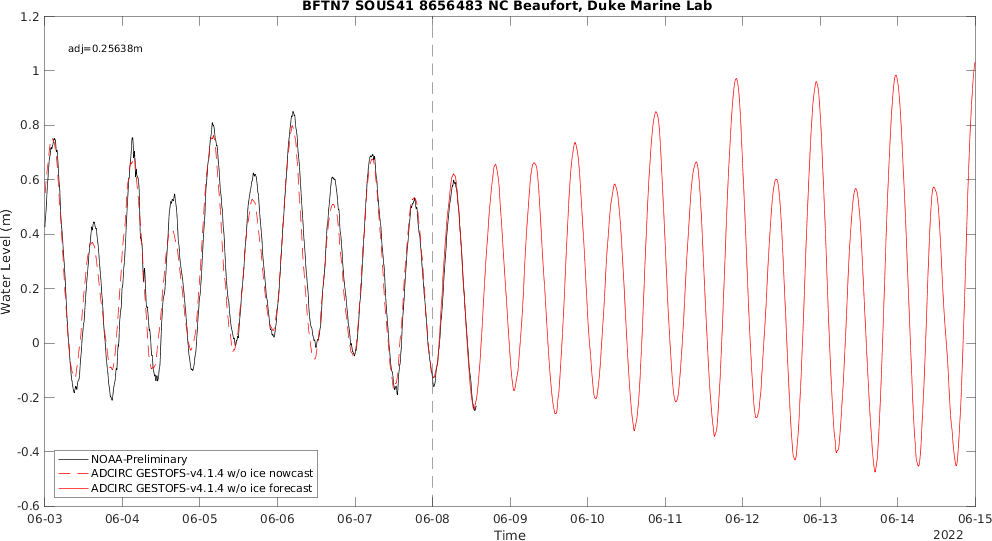 BFTN7 SOUS41 8656483 NC Beaufort, Duke Marine Lab
adj=0.25638m
1.2
1
0.8
0.6
0.4
0.2
0
-0.2
-0.4
-0.6
Water Level (m)
NOAA-Preliminary
ADCIRC GESTOFS-v4.1.4 w/o ice nowcast
ADCIRC GESTOFS-v4.1.4 w/o ice forecast
06-03 06-04 06-05 06-06 06-07 06-08 06-09 06-10 06-11 06-12 06-13 06-14 06-15
Time
2022